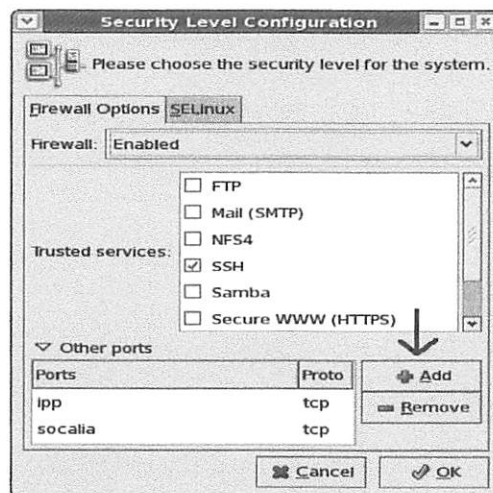 Security Level Configuration
Please choose the security level for the system.
Firewall Options
SELinux
Firewall: Enabled
Trusted services:
FTP
Mail (SMTP)
NFS4
SSH
Samba
Secure WWW (HTTPS)
Other ports
Ports Proto
ipp tcp
socalia tcp
Add
Remove
Cancel
OK